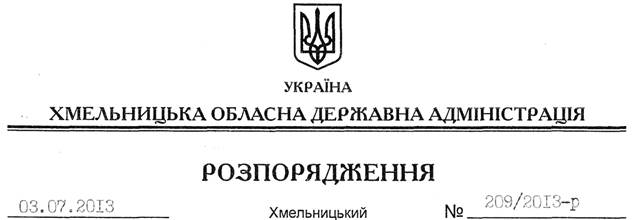 УКРАЇНА
ХМЕЛЬНИЦЬКА ОБЛАСНА ДЕРЖАВНА АДМІНІСТРАЦІЯ
РОЗПОРЯДЖЕННЯ
03.07.2013 Хмельницький № 209/2013-р